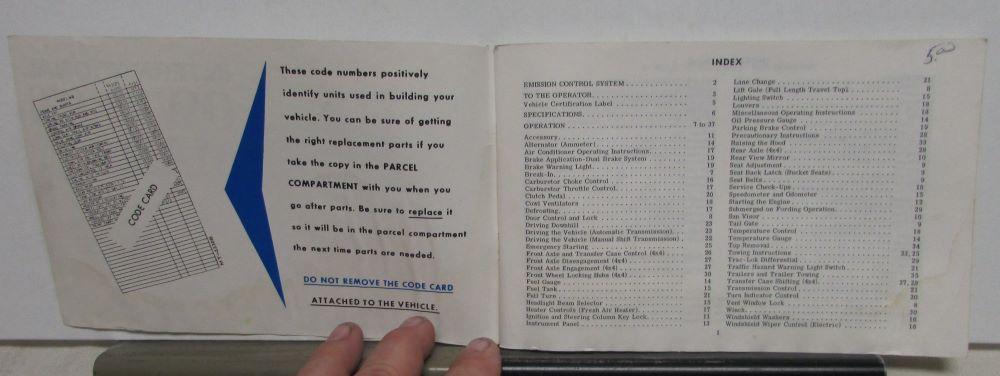 CODE CARD
These code numbers positively
identify units used in building your
vehicle. You can be sure of getting
the right replacement parts if you
take the copy in the PARCEL
COMPARTMENT with you when you
go after parts. Be sure to replace it
so it will be in the parcel compartment
the next time parts are needed.
DO NOT REMOVE THE CODE CARD
ATTACHED TO THE VEHICLE.
5.00
INDEX
EMISSION CONTROL SYSTEM 2
TO THE OPERATOR 3
Vehicle Certification Label 5
SPECIFICATIONS 6
OPERATION 7 to 37
Accessory 11
Alternator (Ammeter) 14
Air Conditioner Operating Instructions 17
Brake Application-Dual Brake System 19
Brake Warning Light 19
Break-In 7
Carburetor Choke Control 16
Carburetor Throttle Control 17
Clutch Pedal 20
Cowl Ventilators 18
Defrosting 17
Door Control and Lock 8
Driving Downhill 23
Driving the Vehicle (Automatic Transmission) 23
Driving the Vehicle (Manual Shift Transmission) 22
Emergency Starting 25
Front Axle and Transfer Case Control (4x4) 26
Front Axle Disengagement (4x4) 27
Front Axle Engagement (4x4) 27
Front Wheel Locking Hubs (4x4) 30
Fuel Gauge 14
Fuel Tank 15
Full Turn 21
Headlight Beam Selector 15
Heater Controls (Fresh Air Heater) 17
Ignition and Steering Column Key Lock 11
Instrument Panel 13
Lane Change 21
Lift Gate (Full Length Travel Top) 8
Lighting Switch 15
Louvers 18
Miscellaneous Operating Instructions 18
Oil Pressure Gauge 14
Parking Brake Control 19
Precautionary Instructions 28
Raising the Hood 33
Rear Axle (4x4) 28
Rear View Mirror 10
Seat Adjustment 9
Seat Back Latch (Bucket Seats) 9
Seat Belts 9
Service Check-Ups 18
Speedometer and Odometer 15
Starting the Engine 12
Submerged or Fording Operation 29
Sun Visor 10
Tail Gate 9
Temperature Control 18
Temperature Gauge 14
Top Removal 34
Towing Instructions 32, 25
Trac-Lok Differential 29
Traffic Hazard Warning Light Switch 21
Trailers and Trailer Towing 35
Transfer Case Shifting (4x4) 27, 28
Transmission Control 21
Turn Indicator Control 20
Vent Window Lock 8
Winch 30
Windshield Washers 16
Windshield Wiper Control (Electric) 16
1